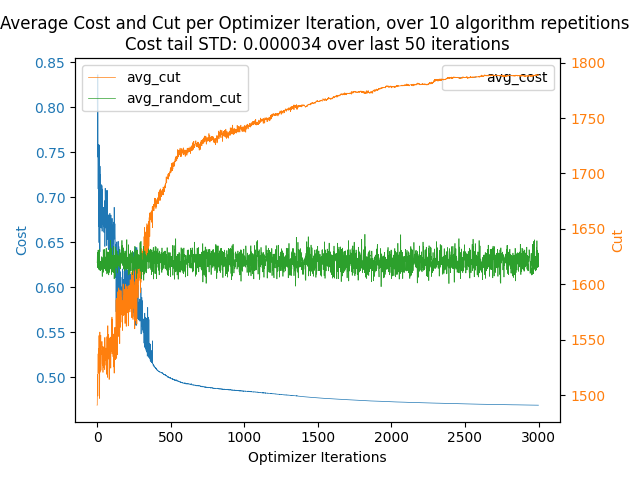 Average Cost and Cut per Optimizer Iteration, over 10 algorithm repetitions
Cost tail STD: 0.000034 over last 50 iterations
avg_cut
avg_random_cut
avg_cost
0.85
0.80
0.75
0.70
0.65
0.60
0.55
0.50
Cost
1800
1750
1700
1650
1600
1550
1500
Cut
0
500
1000
1500
2000
2500
3000
Optimizer Iterations